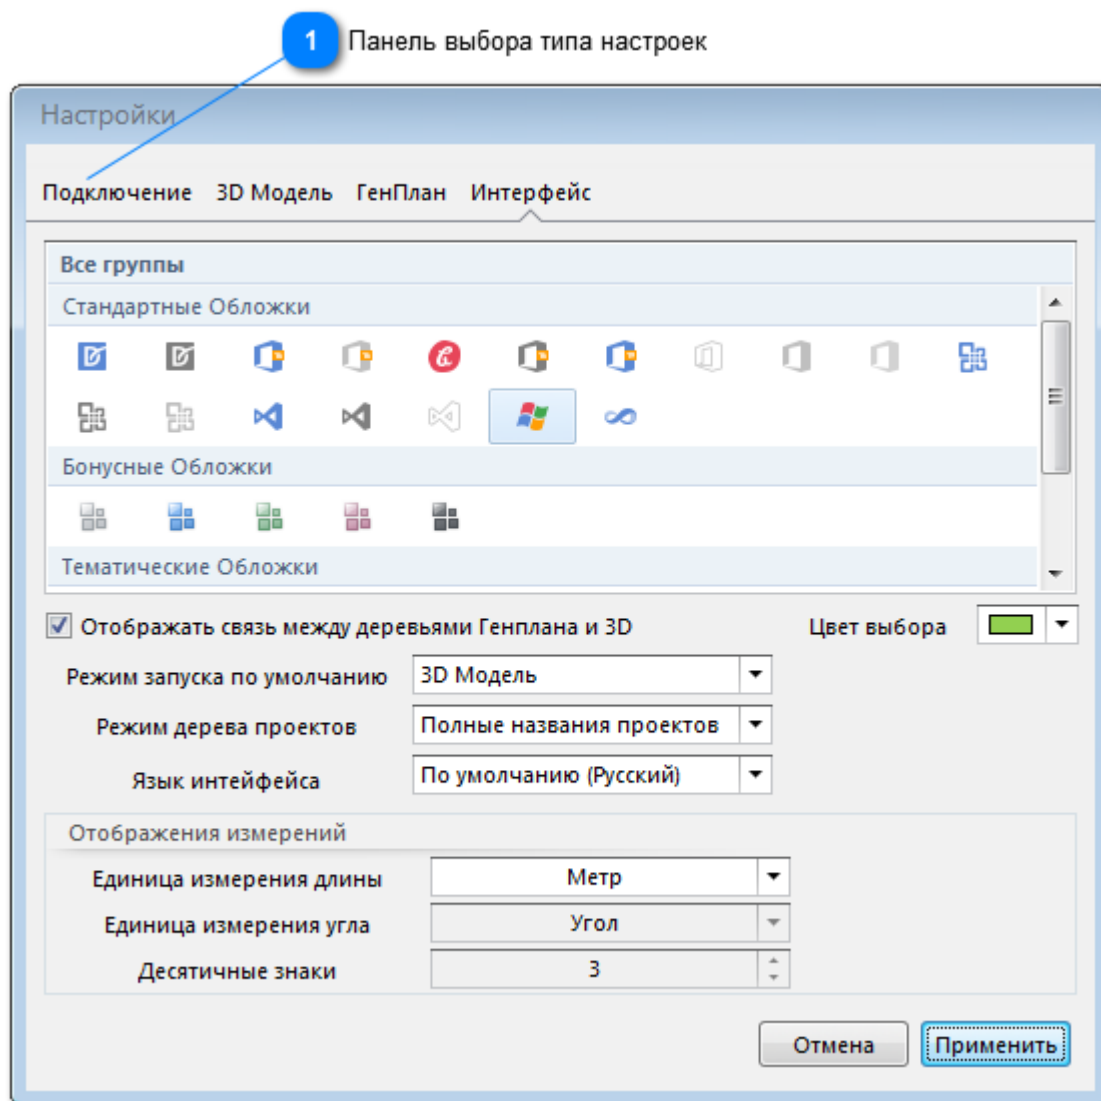 1 Панель выбора типа настроек
Настройки
Подключение 3D Модель ГенПлан Интерфейс
Все группы
Стандартные Обложки
Бонусные Обложки
Тематические Обложки
Отображать связь между деревьями Генплана и 3D Цвет выбора
Режим запуска по умолчанию 3D Модель
Режим дерева проектов Полные названия проектов
Язык интейфейса По умолчанию (Русский)
Отображения измерений
Единица измерения длины Метр
Единица измерения угла Угол
Десятичные знаки 3
Отмена Применить